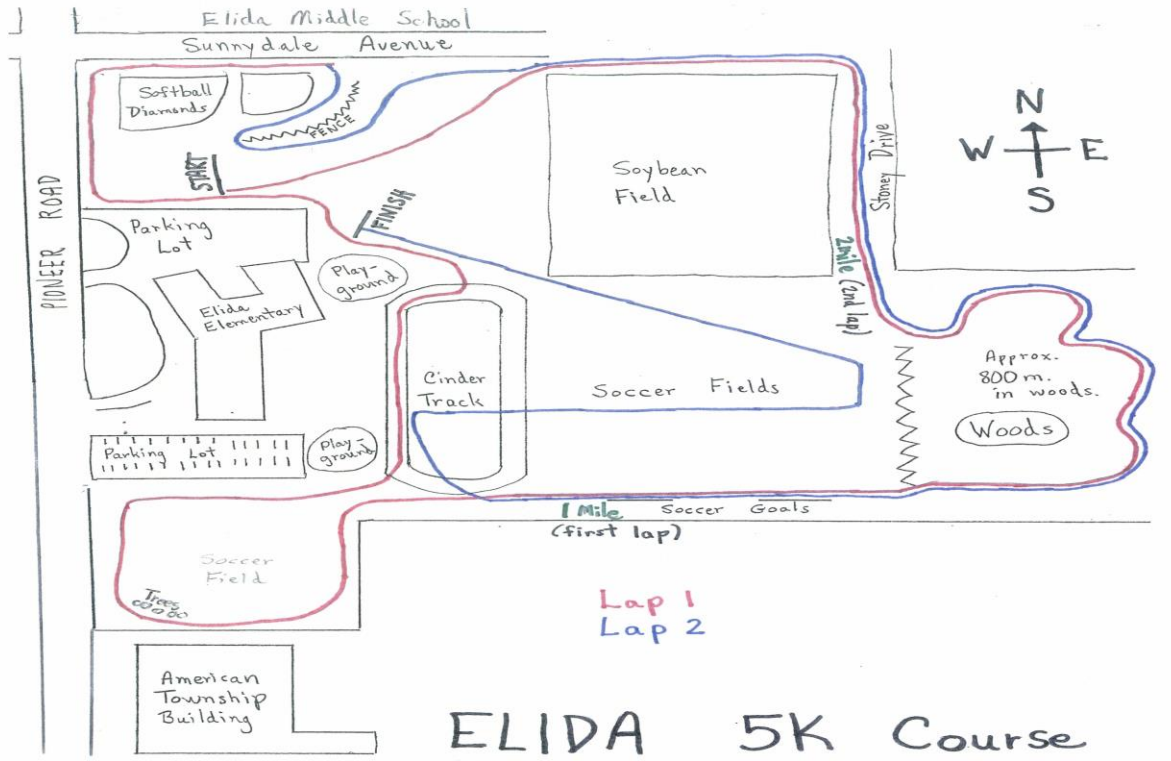 Elida Middle School
Sunnydale Avenue
Softball
Diamonds
FENCE
START
FINISH
PIONEER ROAD
Parking
Lot
Play-
ground
Elida
Elementary
Soybean
Field
Stoney Drive
N
W E
S
2 mile (2nd lap)
Cinder
Track
Soccer Fields
Approx.
800 m.
in woods.
Woods
Parking Lot
Play-
ground
1 Mile
(first lap)
Soccer Goals
Soccer
Field
Trees
Lap 1
Lap 2
American
Township
Building
ELIDA 5K Course